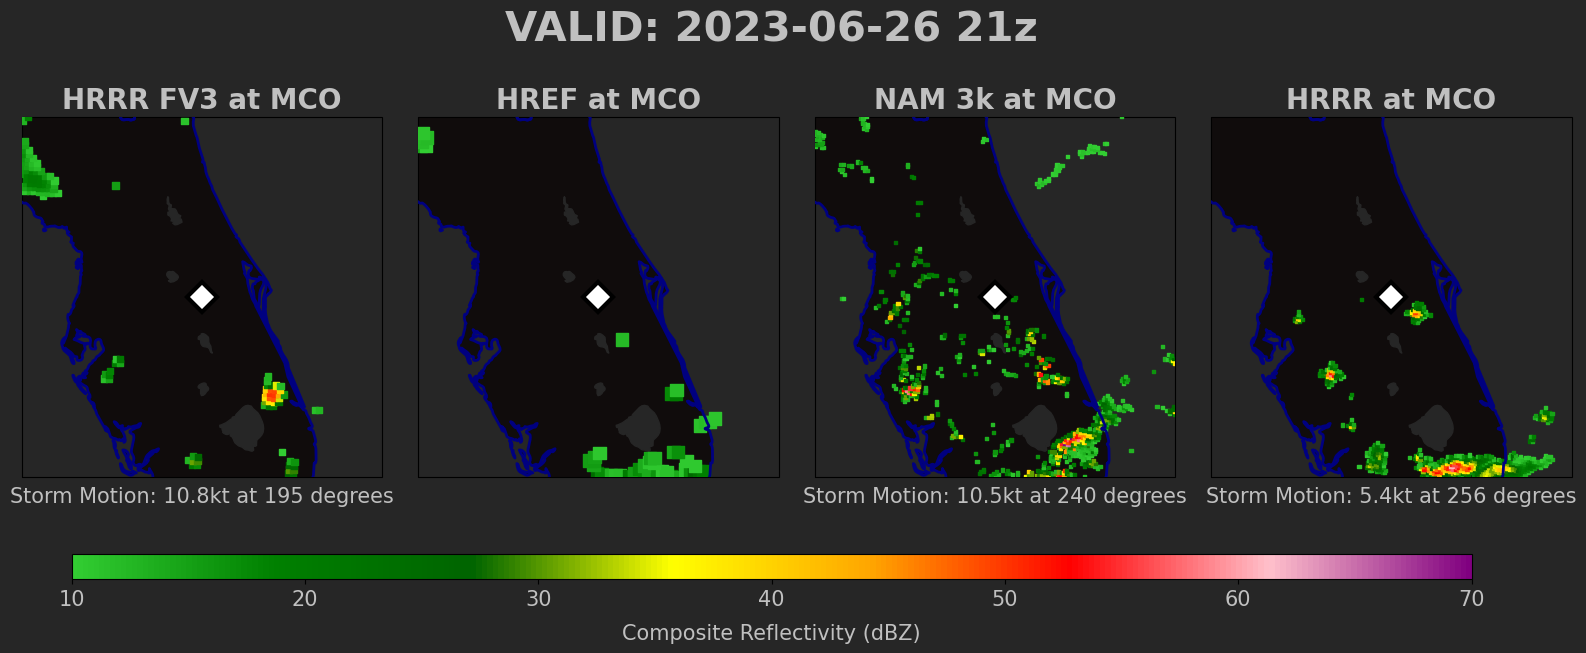 VALID: 2023-06-26 21z
HRRR FV3 at MCO
HREF at MCO
NAM 3k at MCO
HRRR at MCO
Storm Motion: 10.8kt at 195 degrees
Storm Motion: 10.5kt at 240 degrees
Storm Motion: 5.4kt at 256 degrees
10 20 30 40 50 60 70
Composite Reflectivity (dBZ)